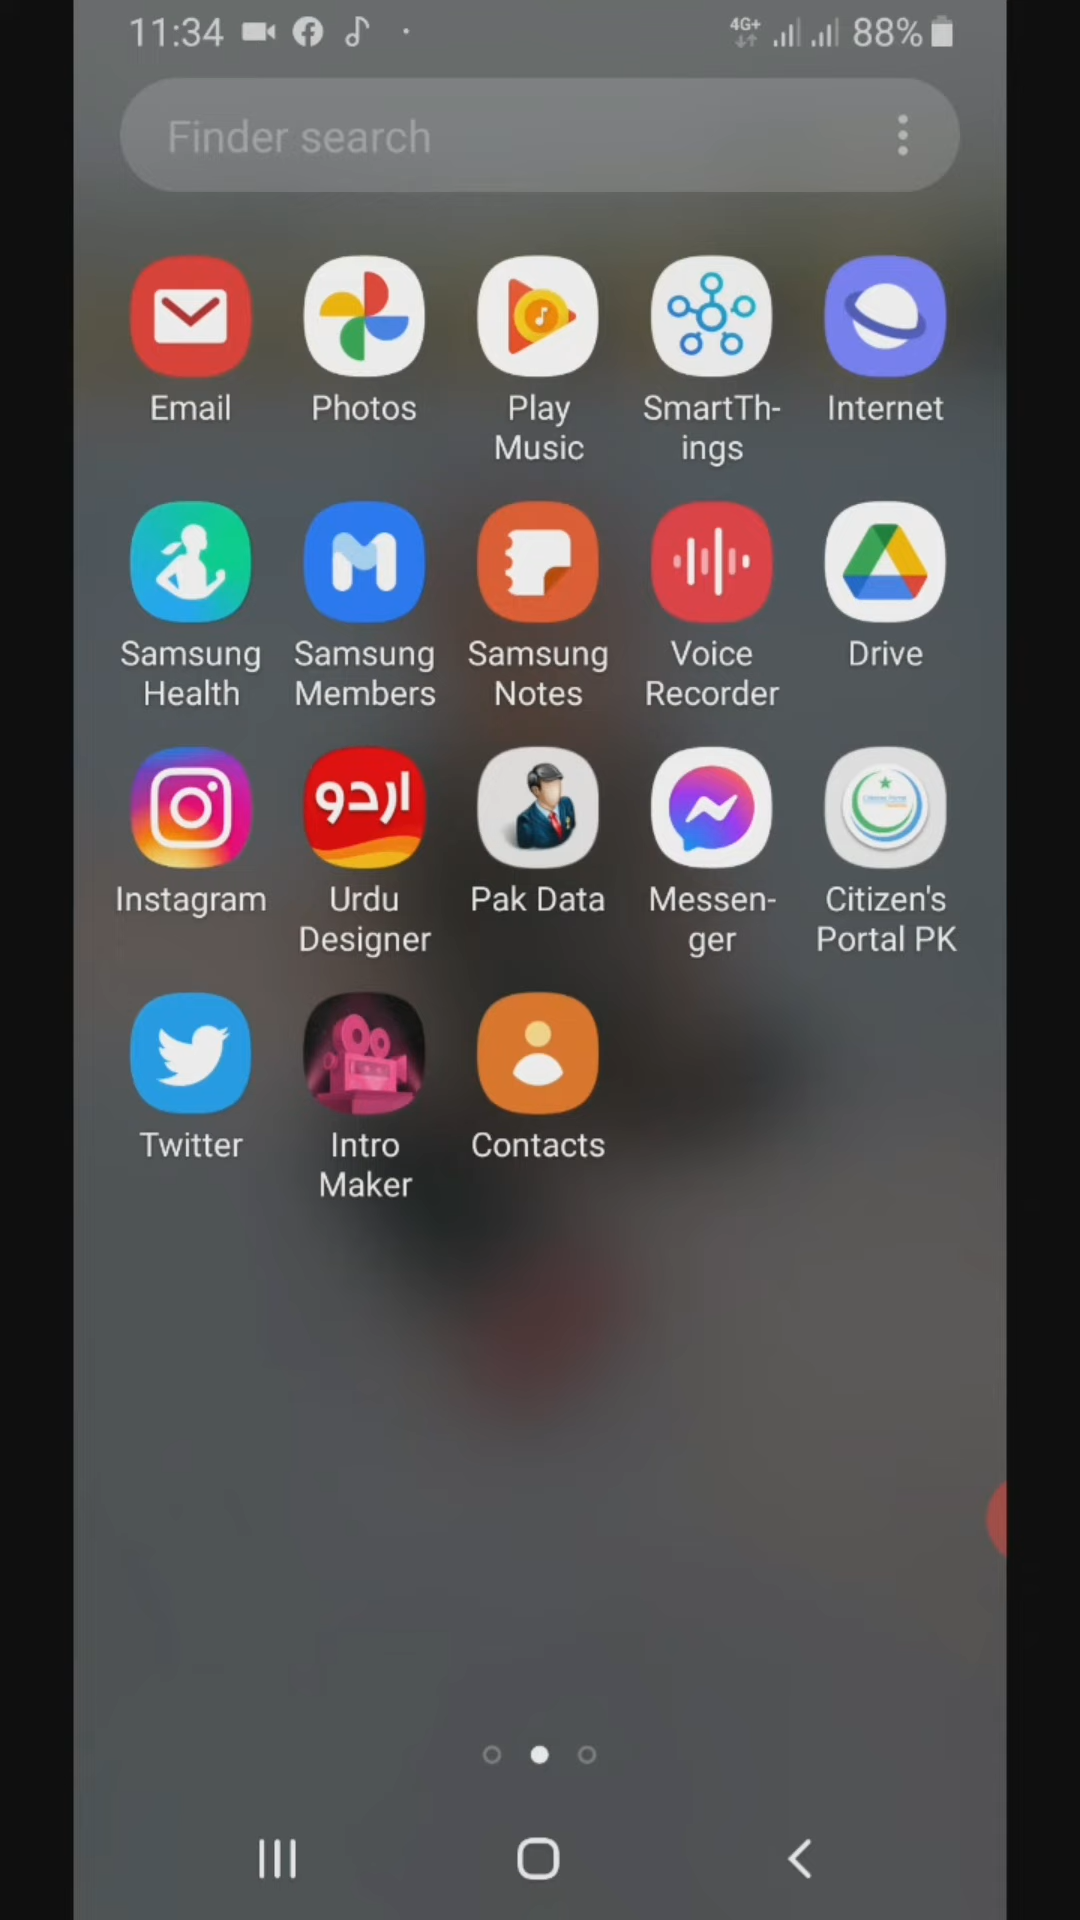 11:34 4G+ 88%
Finder search
Email Photos Play Music SmartTh-ings Internet
Samsung Health Samsung Members Samsung Notes Voice Recorder Drive
اردو
Instagram Urdu Designer Pak Data Messen-ger Citizen's Portal PK
Twitter Intro Maker Contacts